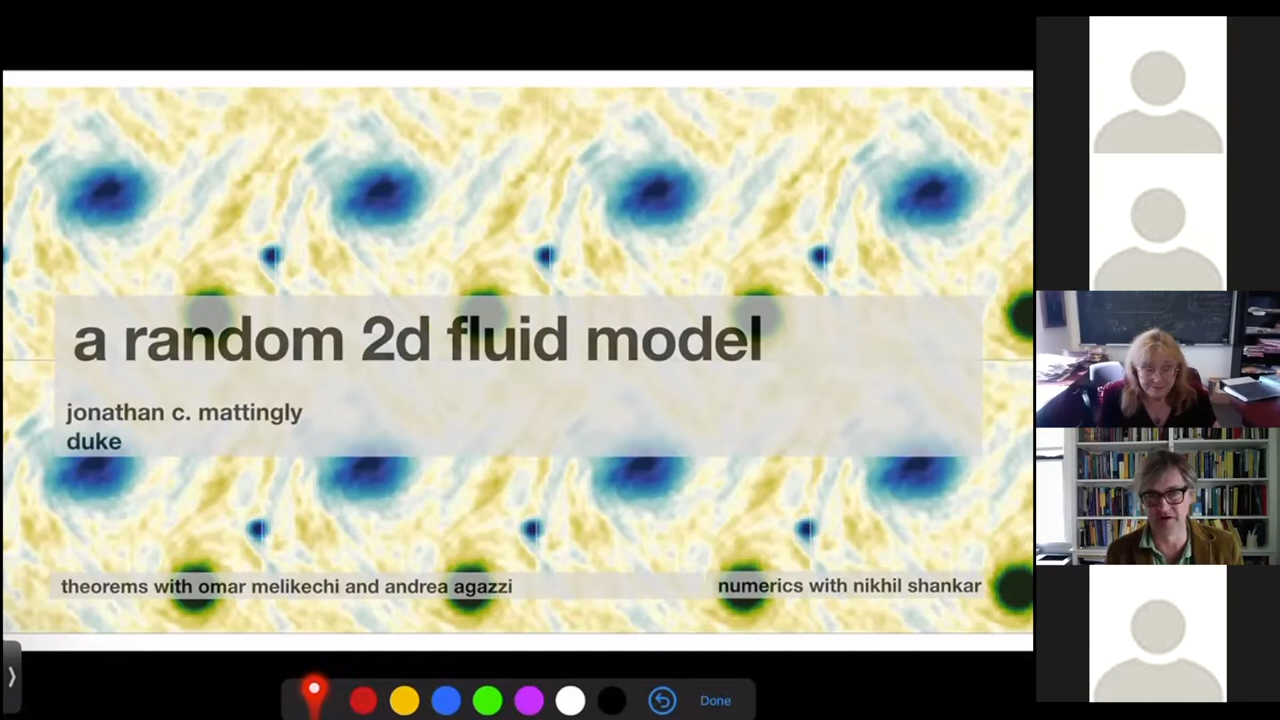 a random 2d fluid model
jonathan c. mattingly
duke
theorems with omar melikechi and andrea agazzi
numerics with nikhil shankar
Done